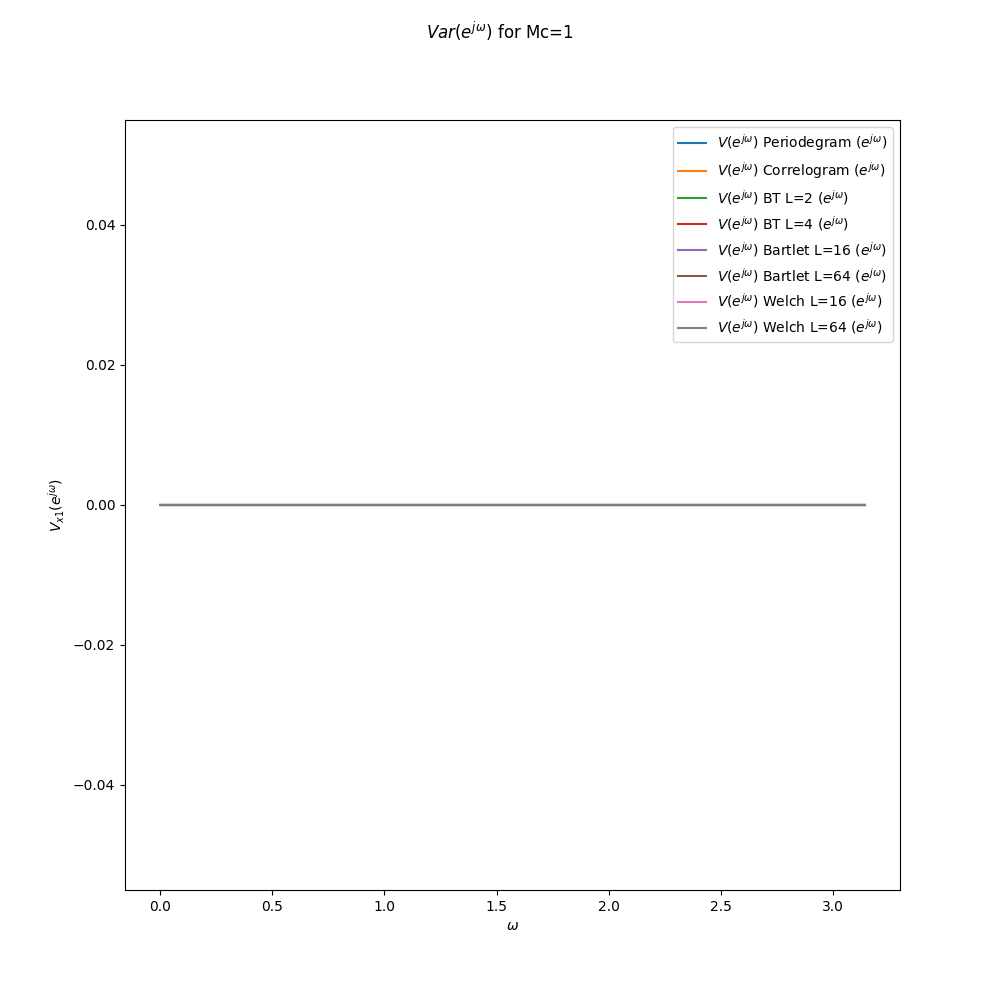 Var(e^{jω}) for Mc=1
V(e^{jω}) Periodegram (e^{jω})
V(e^{jω}) Correlogram (e^{jω})
V(e^{jω}) BT L=2 (e^{jω})
V(e^{jω}) BT L=4 (e^{jω})
V(e^{jω}) Bartlet L=16 (e^{jω})
V(e^{jω}) Bartlet L=64 (e^{jω})
V(e^{jω}) Welch L=16 (e^{jω})
V(e^{jω}) Welch L=64 (e^{jω})
0.04
0.02
0.00
−0.02
−0.04
V_{x1}(e^{jω})
0.0 0.5 1.0 1.5 2.0 2.5 3.0
ω